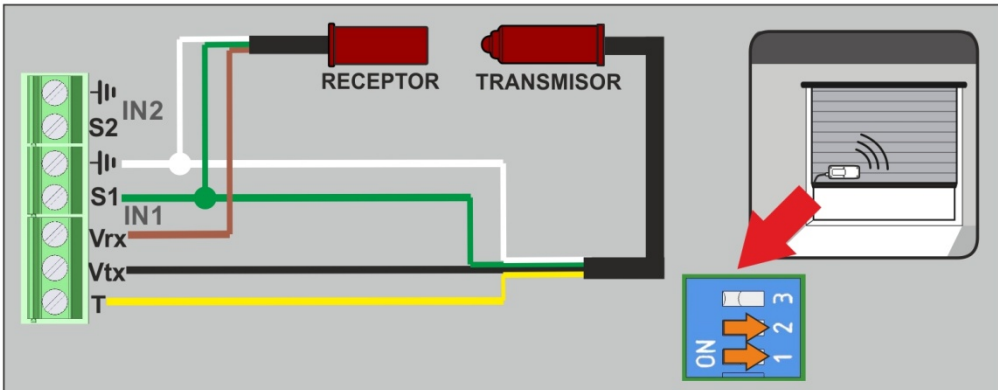 IN2
S2
S1
IN1
Vrx
Vtx
T
RECEPTOR
TRANSMISOR
ON
1
2
3